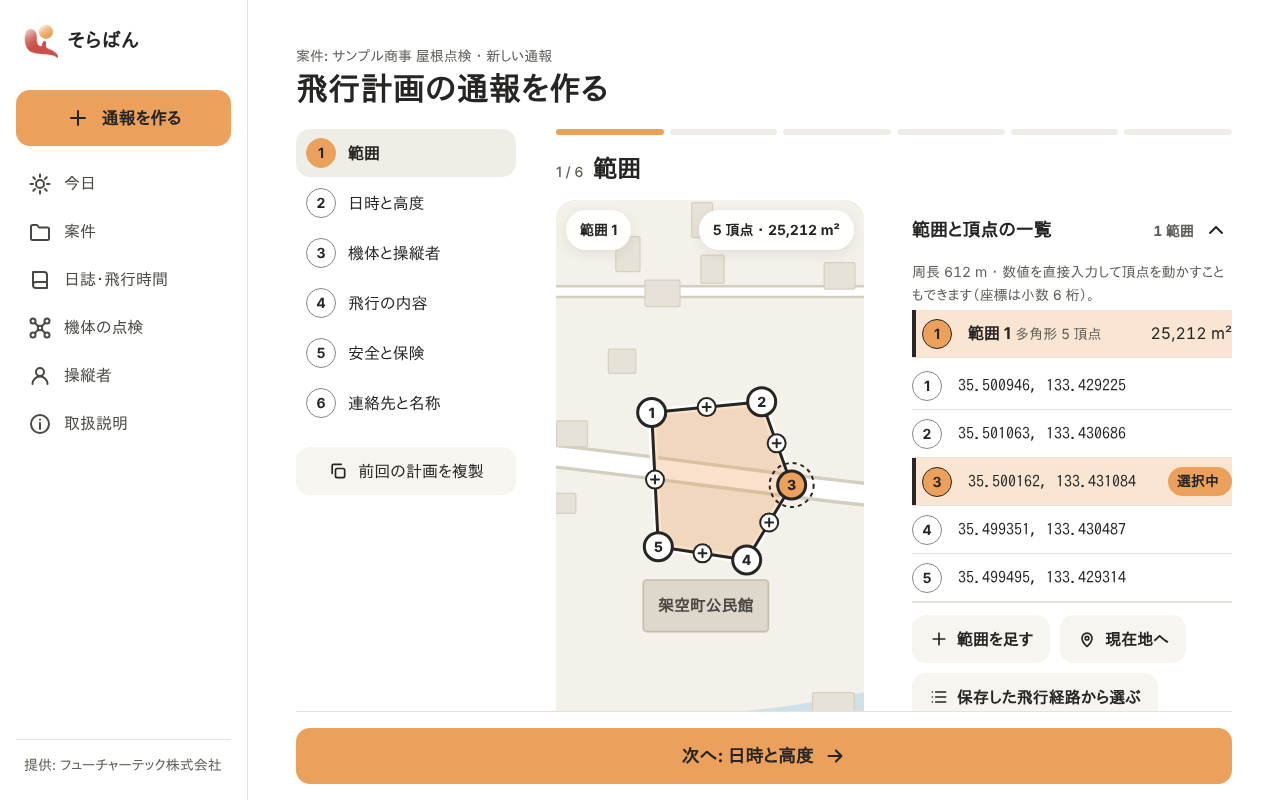 そらばん
通報を作る
今日
案件
日誌・飛行時間
機体の点検
操縦者
取扱説明
提供: フューチャーテック株式会社
案件: サンプル商事 屋根点検・新しい通報
飛行計画の通報を作る
1 範囲
2 日時と高度
3 機体と操縦者
4 飛行の内容
5 安全と保険
6 連絡先と名称
前回の計画を複製
1 / 6 範囲
範囲 1
5 頂点・25,212 m²
1
2
3
4
5
架空町公民館
範囲と頂点の一覧 1 範囲
周長 612 m・数値を直接入力して頂点を動かすこと
もできます(座標は小数 6 桁)。
1 範囲 1 多角形 5 頂点 25,212 m²
1 35.500946, 133.429225
2 35.501063, 133.430686
3 35.500162, 133.431084 選択中
4 35.499351, 133.430487
5 35.499495, 133.429314
範囲を足す
現在地へ
保存した飛行経路から選ぶ
次へ: 日時と高度